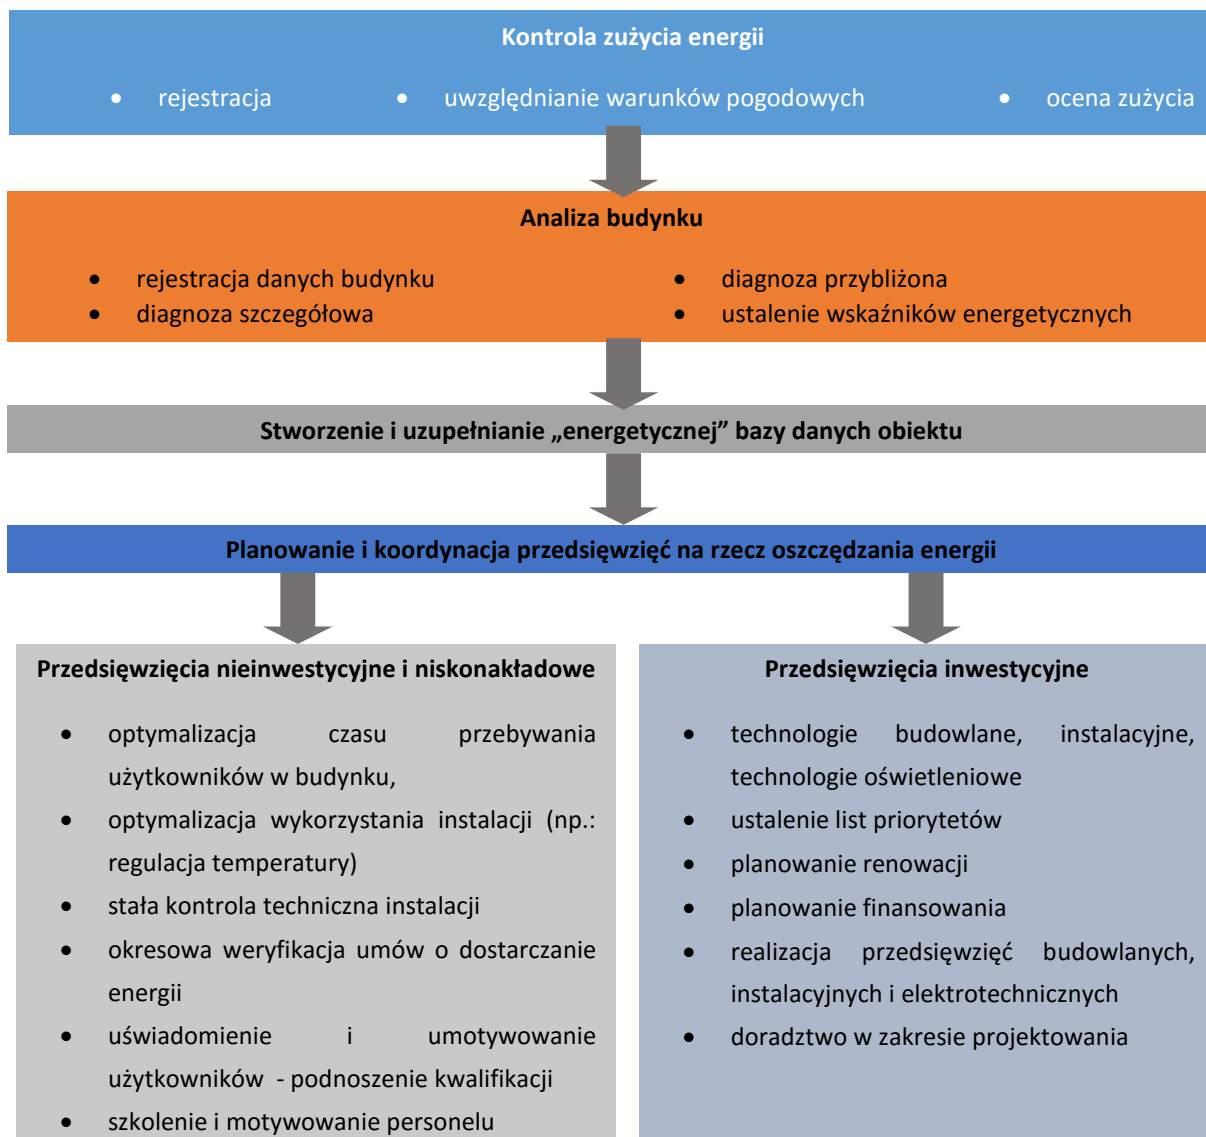 Kontrola zużycia energii
• rejestracja • uwzględnianie warunków pogodowych • ocena zużycia
Analiza budynku
• rejestracja danych budynku • diagnoza przybliżona
• diagnoza szczegółowa • ustalenie wskaźników energetycznych
Stworzenie i uzupełnianie „energetycznej” bazy danych obiektu
Planowanie i koordynacja przedsięwzięć na rzecz oszczędzania energii
Przedsięwzięcia nieinwestycyjne i niskonakładowe
• optymalizacja czasu przebywania
użytkowników w budynku,
• optymalizacja wykorzystania instalacji (np.:
regulacja temperatury)
• stała kontrola techniczna instalacji
• okresowa weryfikacja umów o dostarczanie
energii
• uświadomienie i umotywowanie
użytkowników - podnoszenie kwalifikacji
• szkolenie i motywowanie personelu
Przedsięwzięcia inwestycyjne
• technologie budowlane, instalacyjne,
technologie oświetleniowe
• ustalenie list priorytetów
• planowanie renowacji
• planowanie finansowania
• realizacja przedsięwzięć budowlanych,
instalacyjnych i elektrotechnicznych
• doradztwo w zakresie projektowania